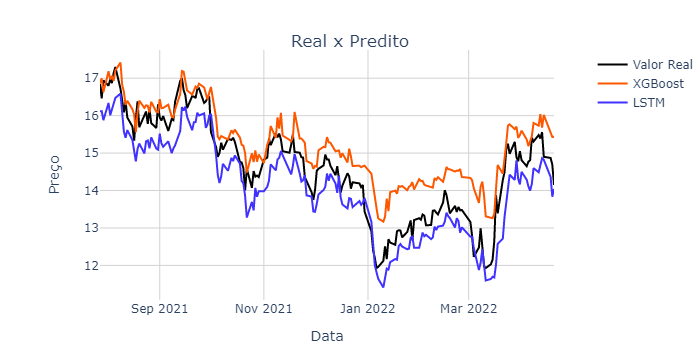 Real x Predito
Valor Real
XGBoost
LSTM
Preço
17
16
15
14
13
12
Sep 2021
Nov 2021
Jan 2022
Mar 2022
Data